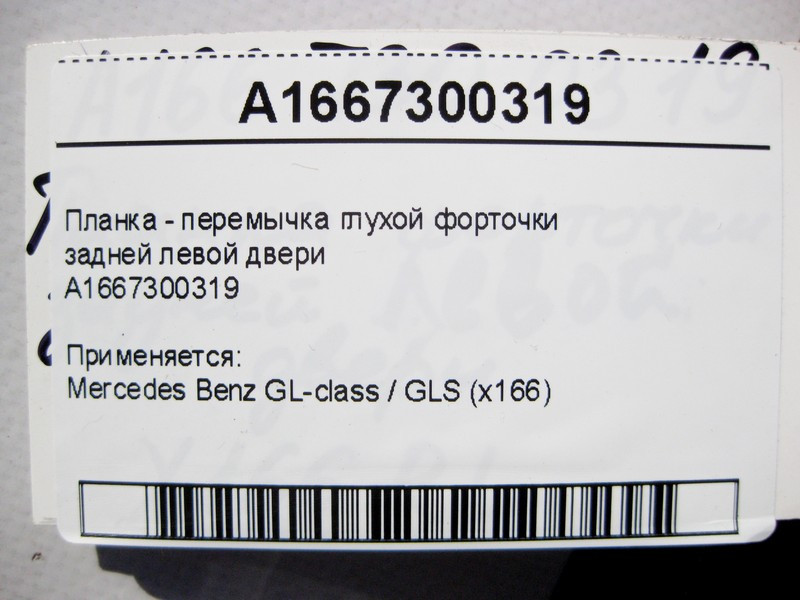 A1667300319
Планка - перемычка глухой форточки
задней левой двери
A1667300319
Применяется:
Mercedes Benz GL-class / GLS (x166)